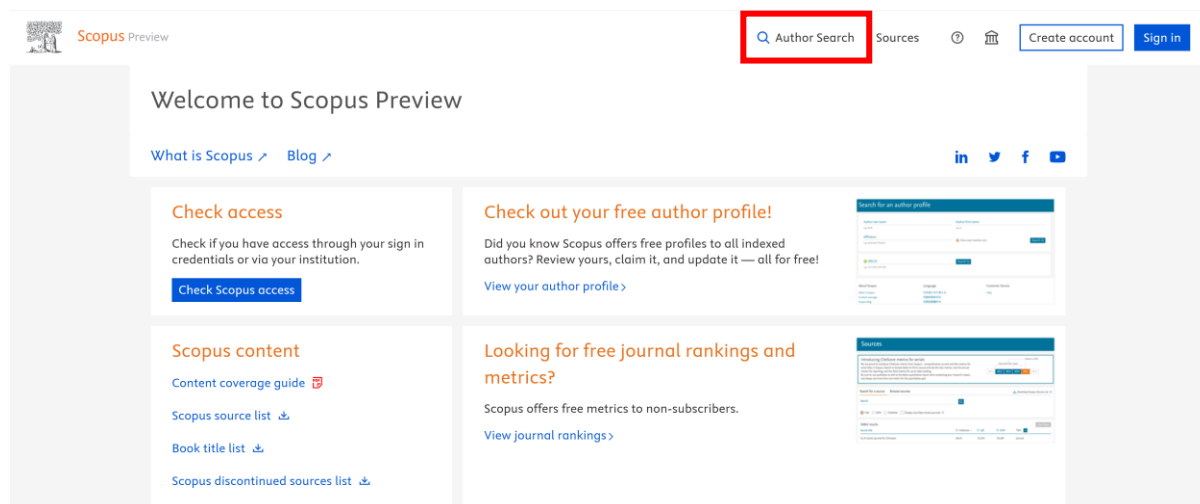 Scopus Preview
Author Search
Sources
Create account
Sign in
Welcome to Scopus Preview
What is Scopus ↗
Blog ↗
Check access
Check if you have access through your sign in
credentials or via your institution.
Check Scopus access
Check out your free author profile!
Did you know Scopus offers free profiles to all indexed
authors? Review yours, claim it, and update it — all for free!
View your author profile >
Search for an author profile
Scopus content
Content coverage guide
Scopus source list
Book title list
Scopus discontinued sources list
Looking for free journal rankings and
metrics?
Scopus offers free metrics to non-subscribers.
View journal rankings >
Sources